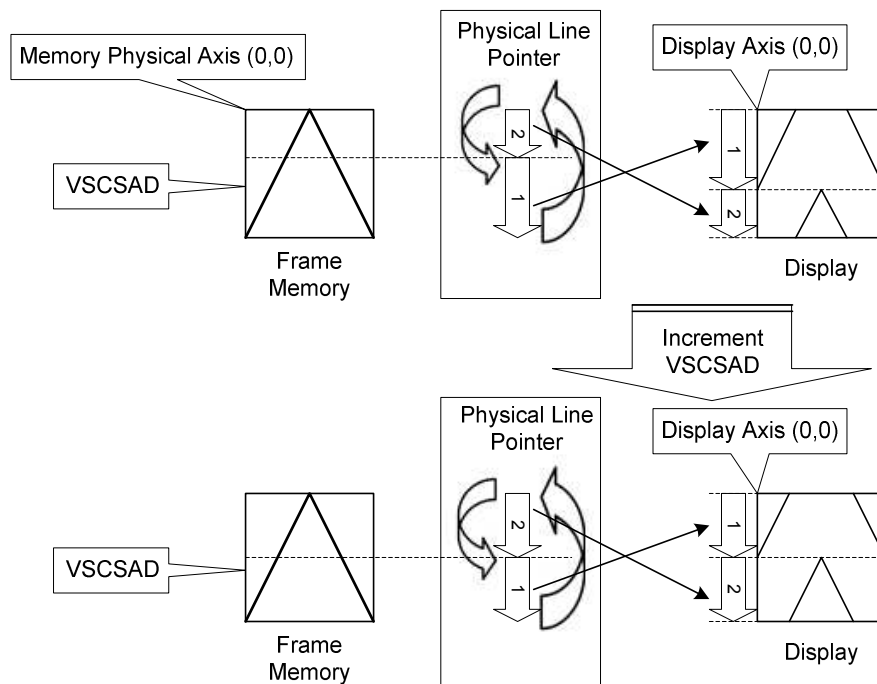 Memory Physical Axis (0,0)
Physical Line
Pointer
Display Axis (0,0)
VSCSAD
2
1
1
2
Frame
Memory
Display
Increment
VSCSAD
Physical Line
Pointer
Display Axis (0,0)
VSCSAD
2
1
1
2
Frame
Memory
Display